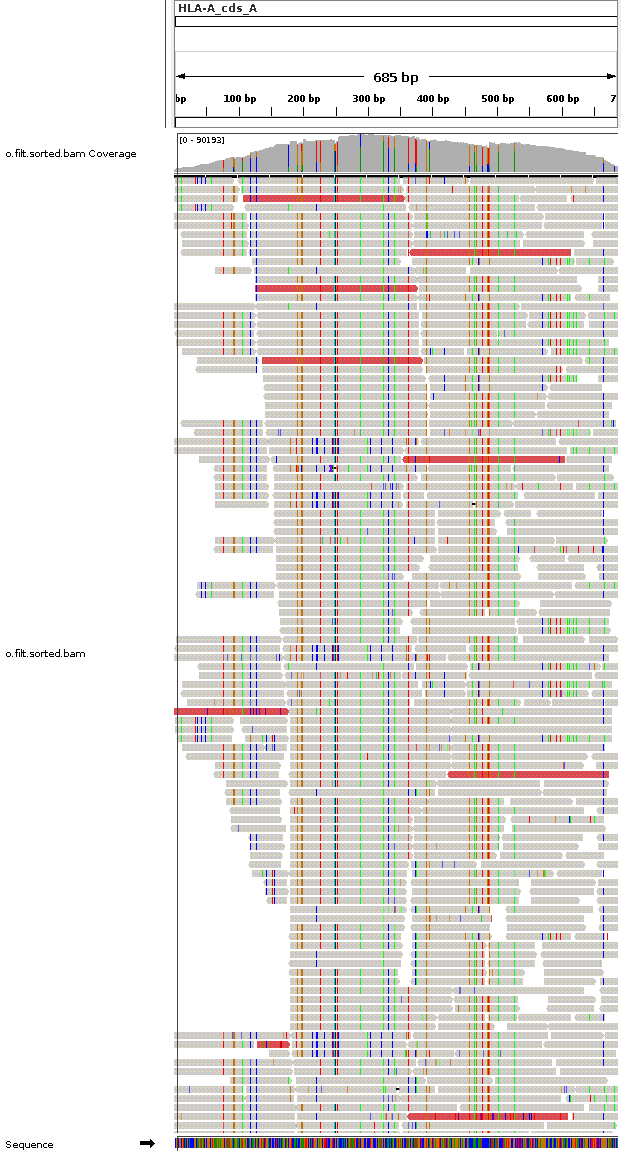 HLA-A_cds_A
685 bp
bp 100 bp 200 bp 300 bp 400 bp 500 bp 600 bp 7
o.filt.sorted.bam Coverage
[0 - 90193]
o.filt.sorted.bam
Sequence